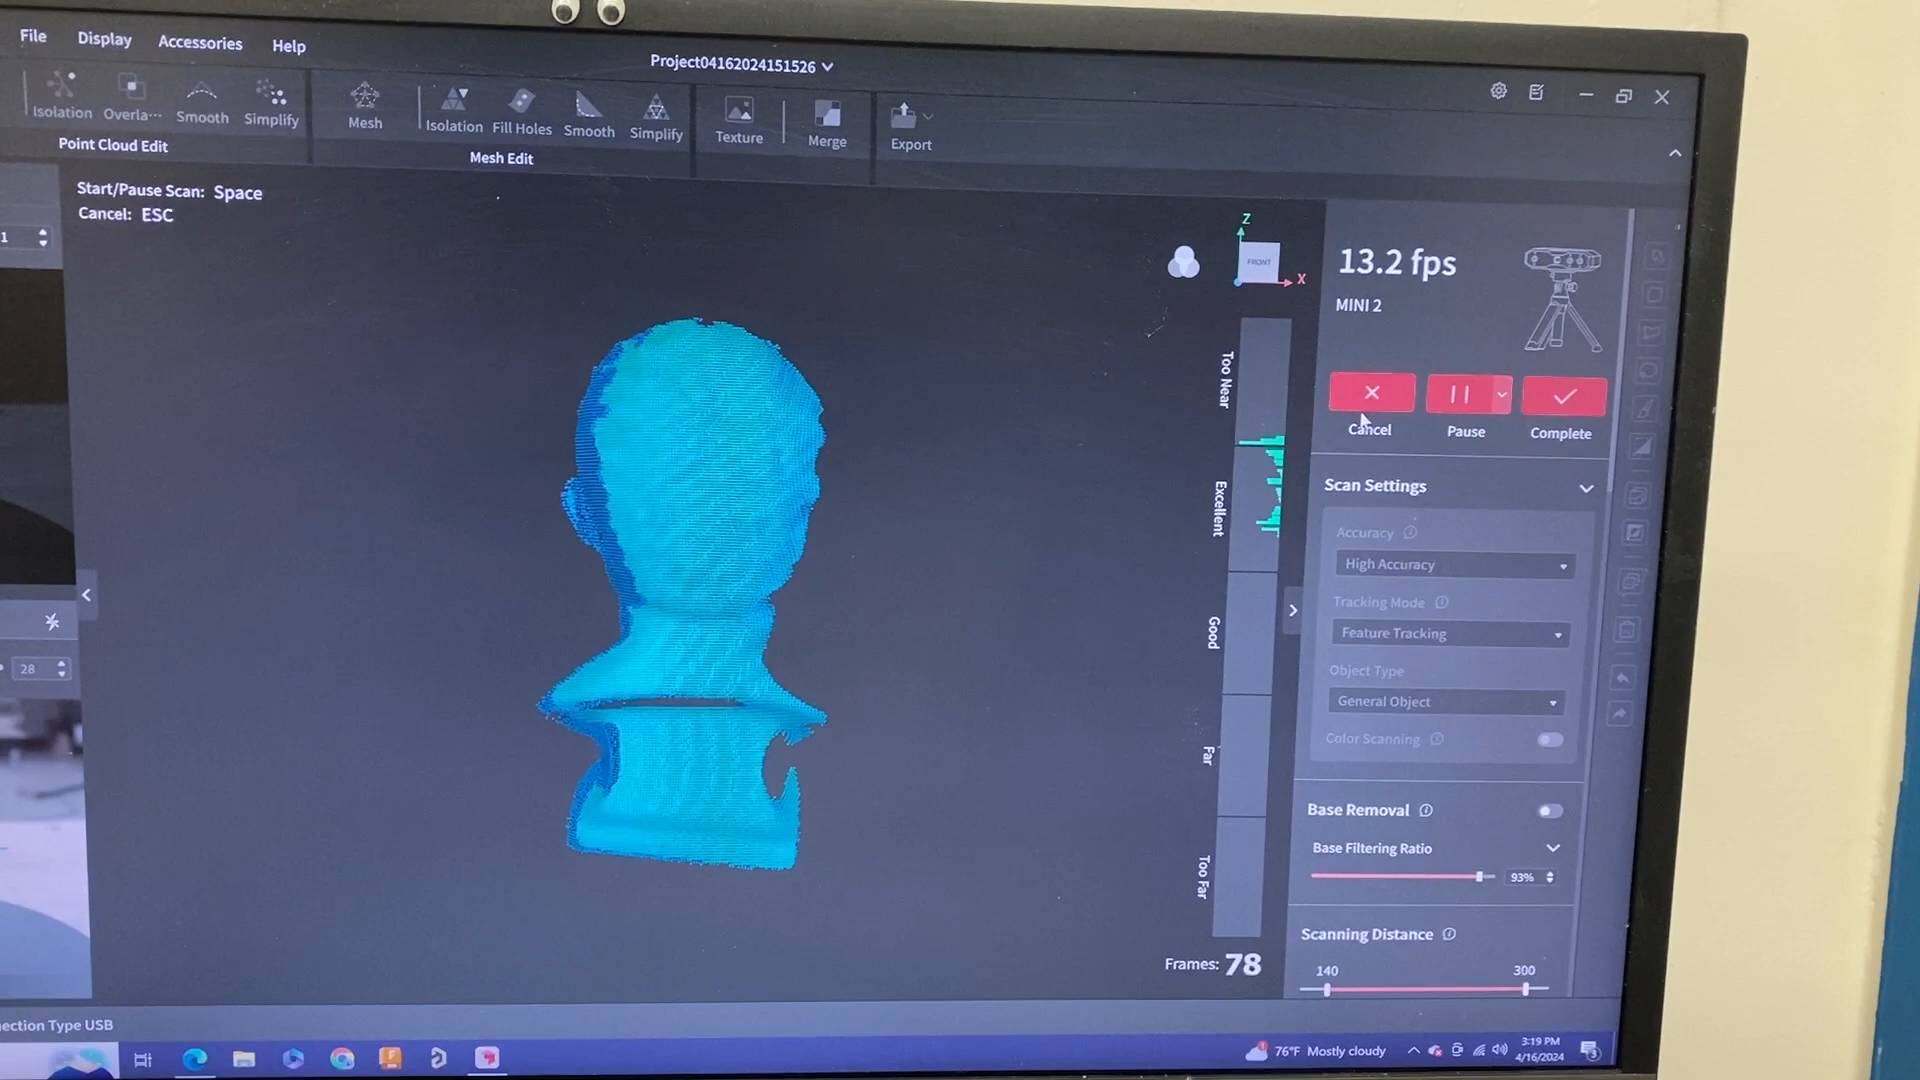 File Display Accessories Help
Project04162024151526
Isolation Overla··· Smooth Simplify Mesh Isolation Fill Holes Smooth Simplify Texture Merge Export
Point Cloud Edit Mesh Edit
Start/Pause Scan: Space
Cancel: ESC
1
28
Z
FRONT
X
13.2 fps
MINI 2
Cancel Pause Complete
Too Near
Excellent
Good
Far
Too Far
Scan Settings
Accuracy
High Accuracy
Tracking Mode
Feature Tracking
Object Type
General Object
Color Scanning
Base Removal
Base Filtering Ratio
93%
Scanning Distance
140 300
Frames: 78
ection Type USB
76°F Mostly cloudy
3:19 PM
4/16/2024
3